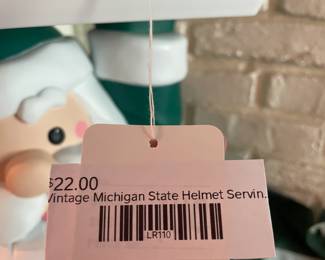 $22.00
Vintage Michigan State Helmet Servin...
LR110